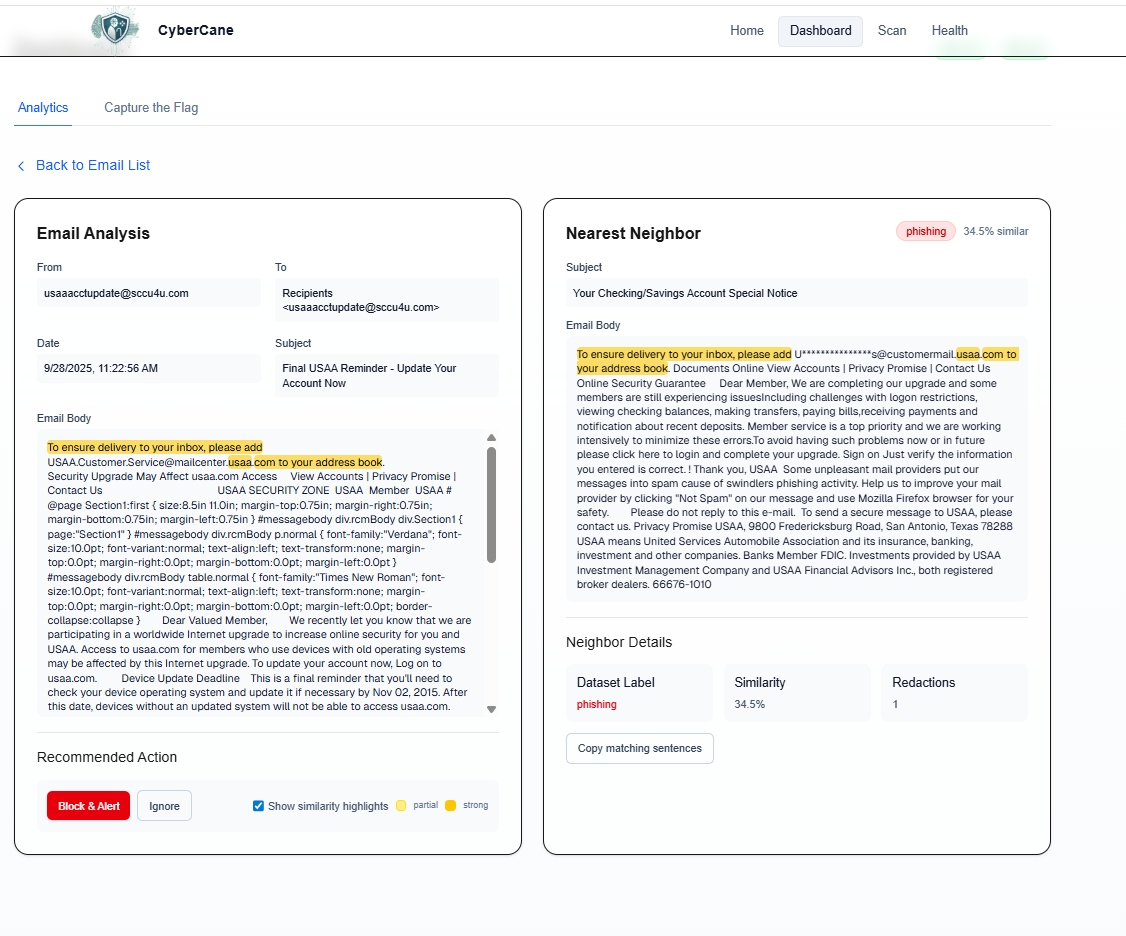 CyberCane
Home
Dashboard
Scan
Health
Analytics
Capture the Flag
Back to Email List
Email Analysis
From
To
usaaacctupdate@sccu4u.com
Recipients
<usaaacctupdate@sccu4u.com>
Date
Subject
9/28/2025, 11:22:56 AM
Final USAA Reminder - Update Your
Account Now
Email Body
To ensure delivery to your inbox, please add
USAA.Customer.Service@mailcenter.usaa.com to your address book.
Security Upgrade May Affect usaa.com Access View Accounts | Privacy Promise |
Contact Us USAA SECURITY ZONE USAA Member USAA #
@page Section1:first { size:8.5in 11.0in; margin-top:0.75in; margin-right:0.75in;
margin-bottom:0.75in; margin-left:0.75in } #messagebody div.rcmBody div.Section1 {
page:"Section1" } #messagebody div.rcmBody p.normal { font-family:"Verdana"; font-
size:10.0pt; font-variant:normal; text-align:left; text-transform:none; margin-
top:0.0pt; margin-right:0.0pt; margin-bottom:0.0pt; margin-left:0.0pt }
#messagebody div.rcmBody table.normal { font-family:"Times New Roman"; font-
size:10.0pt; font-variant:normal; text-align:left; text-transform:none; margin-
top:0.0pt; margin-right:0.0pt; margin-bottom:0.0pt; margin-left:0.0pt; border-
collapse:collapse } Dear Valued Member, We recently let you know that we are
participating in a worldwide Internet upgrade to increase online security for you and
USAA. Access to usaa.com for members who use devices with old operating systems
may be affected by this Internet upgrade. To update your account now, Log on to
usaa.com. Device Update Deadline This is a final reminder that you'll need to
check your device operating system and update it if necessary by Nov 02, 2015. After
this date, devices without an updated system will not be able to access usaa.com.
Recommended Action
Block & Alert
Ignore
Show similarity highlights
partial
strong
Nearest Neighbor
phishing
34.5% similar
Subject
Your Checking/Savings Account Special Notice
Email Body
To ensure delivery to your inbox, please add U***************s@customermail.usaa.com to
your address book. Documents Online View Accounts | Privacy Promise | Contact Us
Online Security Guarantee Dear Member, We are completing our upgrade and some
members are still experiencing issuesIncluding challenges with logon restrictions,
viewing checking balances, making transfers, paying bills,receiving payments and
notification about recent deposits. Member service is a top priority and we are working
intensively to minimize these errors.To avoid having such problems now or in future
please click here to login and complete your upgrade. Sign on Just verify the information
you entered is correct. ! Thank you, USAA Some unpleasant mail providers put our
messages into spam cause of swindlers phishing activity. Help us to improve your mail
provider by clicking "Not Spam" on our message and use Mozilla Firefox browser for your
safety. Please do not reply to this e-mail. To send a secure message to USAA, please
contact us. Privacy Promise USAA, 9800 Fredericksburg Road, San Antonio, Texas 78288
USAA means United Services Automobile Association and its insurance, banking,
investment and other companies. Banks Member FDIC. Investments provided by USAA
Investment Management Company and USAA Financial Advisors Inc., both registered
broker dealers. 66676-1010
Neighbor Details
Dataset Label
Similarity
Redactions
phishing
34.5%
1
Copy matching sentences